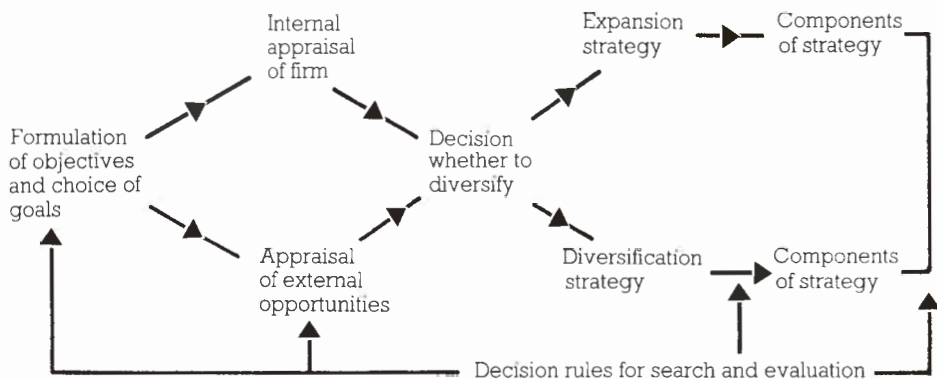 Formulation
of objectives
and choice of
goals
Internal
appraisal
of firm
Appraisal
of external
opportunities
Decision
whether to
diversify
Expansion
strategy
Components
of strategy
Diversification
strategy
Components
of strategy
Decision rules for search and evaluation